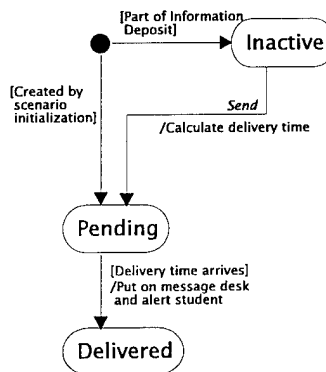 [Part of Information
Deposit]
Inactive
[Created by
scenario
initialization]
Send
/Calculate delivery time
Pending
[Delivery time arrives]
/Put on message desk
and alert student
Delivered